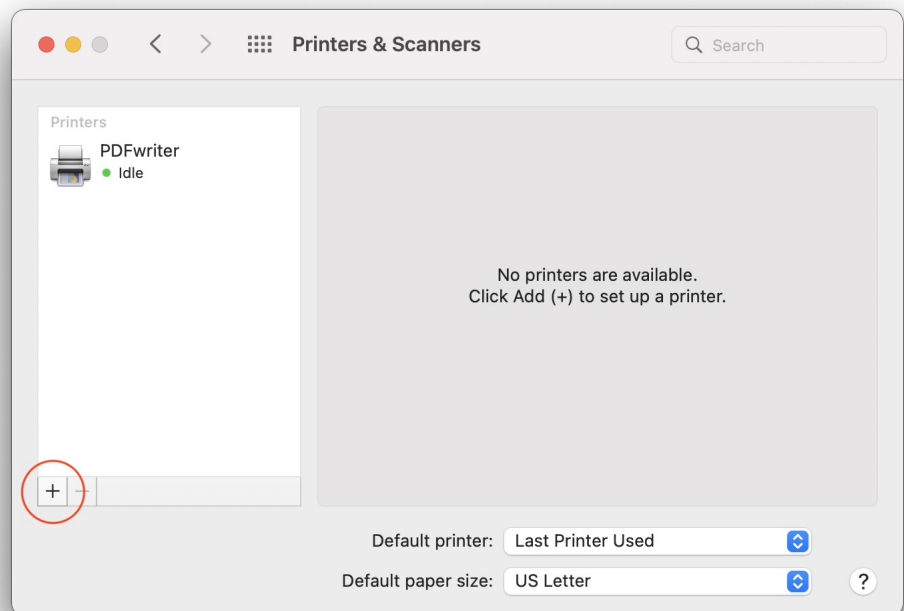 Printers & Scanners
Search
Printers
PDFwriter
Idle
No printers are available.
Click Add (+) to set up a printer.
+ −
Default printer: Last Printer Used
Default paper size: US Letter
?